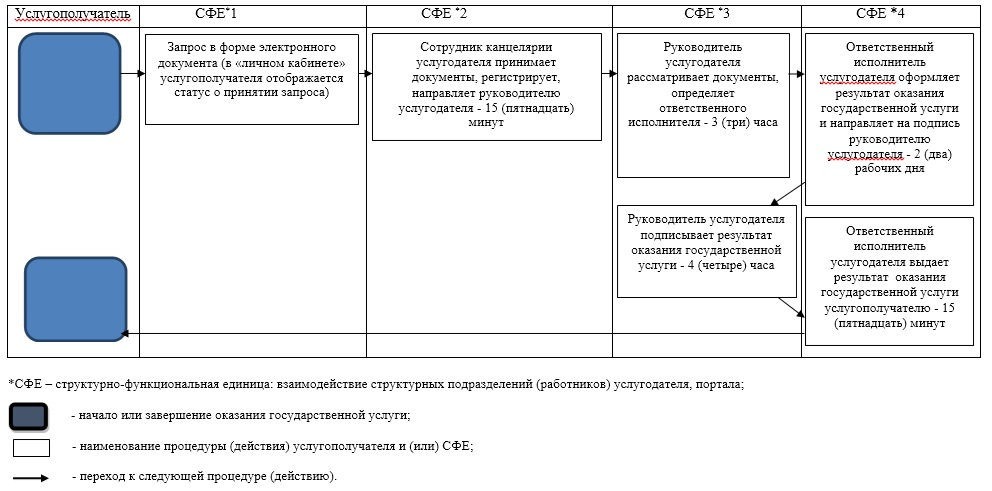 Услугополучатель СФЕ*1 СФЕ *2 СФЕ *3 СФЕ *4
Запрос в форме электронного
документа (в «личном кабинете»
услугополучателя отображается
статус о принятии запроса)
Сотрудник канцелярии
услугодателя принимает
документы, регистрирует,
направляет руководителю
услугодателя - 15 (пятнадцать)
минут
Руководитель
услугодателя
рассматривает документы,
определяет
ответственного
исполнителя - 3 (три) часа
Ответственный
исполнитель
услугодателя оформляет
результат оказания
государственной услуги
и направляет на подпись
руководителю
услугодателя - 2 (два)
рабочих дня
Руководитель услугодателя
подписывает результат
оказания государственной
услуги - 4 (четыре) часа
Ответственный
исполнитель
услугодателя выдает
результат оказания
государственной услуги
услугополучателю - 15
(пятнадцать) минут
*СФЕ – структурно-функциональная единица: взаимодействие структурных подразделений (работников) услугодателя, портала;
- начало или завершение оказания государственной услуги;
- наименование процедуры (действия) услугополучателя и (или) СФЕ;
- переход к следующей процедуре (действию).